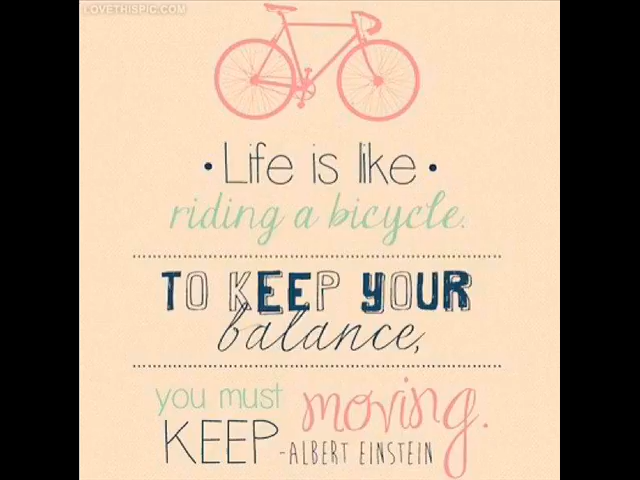 LOVETHISPIC.COM
• Life is like •
riding a bicycle.
TO KEEP YOUR
balance,
you must moving.
KEEP -ALBERT EINSTEIN